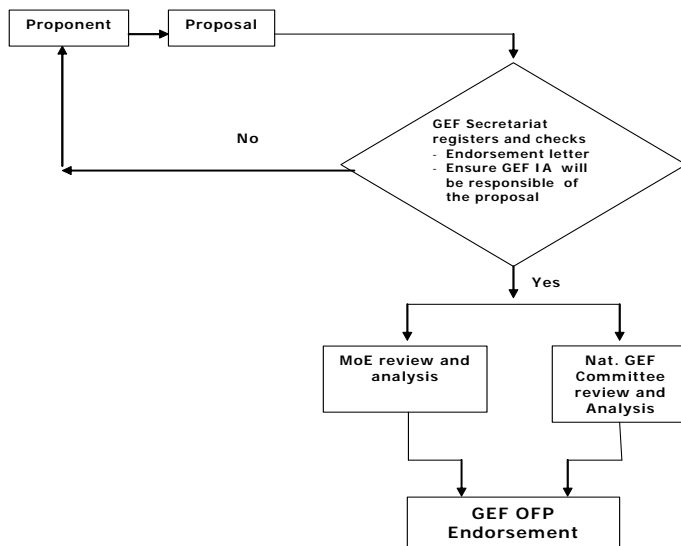 Proponent
Proposal
GEF Secretariat
registers and checks
- Endorsement letter
- Ensure GEF IA will
be responsible of
the proposal
No
Yes
MoE review and
analysis
Nat. GEF
Committee
review and
Analysis
GEF OFP
Endorsement